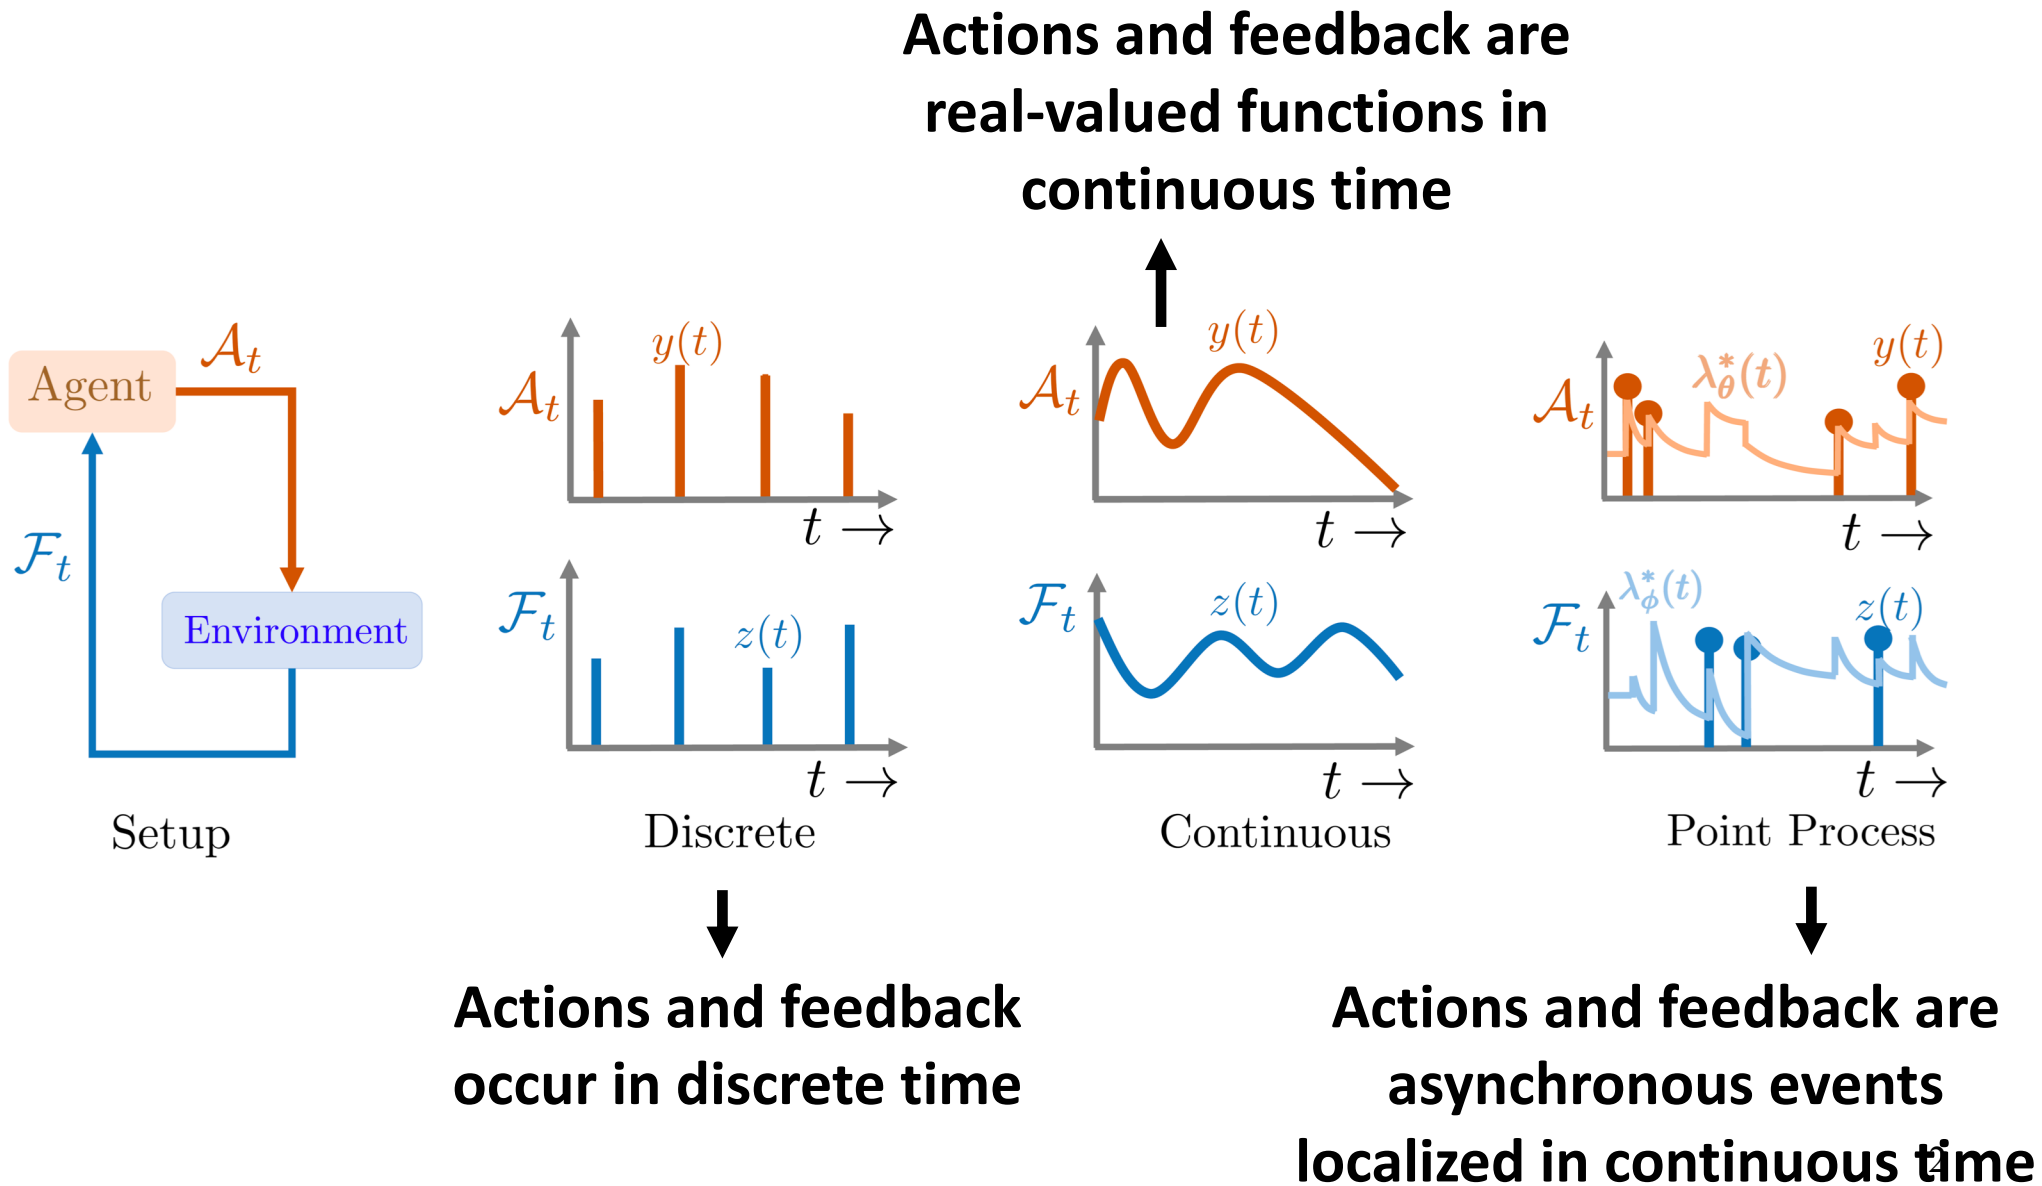 Actions and feedback are
real-valued functions in
continuous time
Agent
𝒜t
ℱt
Environment
Setup
𝒜t
y(t)
t →
ℱt
z(t)
t →
Discrete
𝒜t
y(t)
t →
ℱt
z(t)
t →
Continuous
𝒜t
λ*θ(t)
y(t)
t →
ℱt
λ*ϕ(t)
z(t)
t →
Point Process
Actions and feedback
occur in discrete time
Actions and feedback are
asynchronous events
localized in continuous time
2